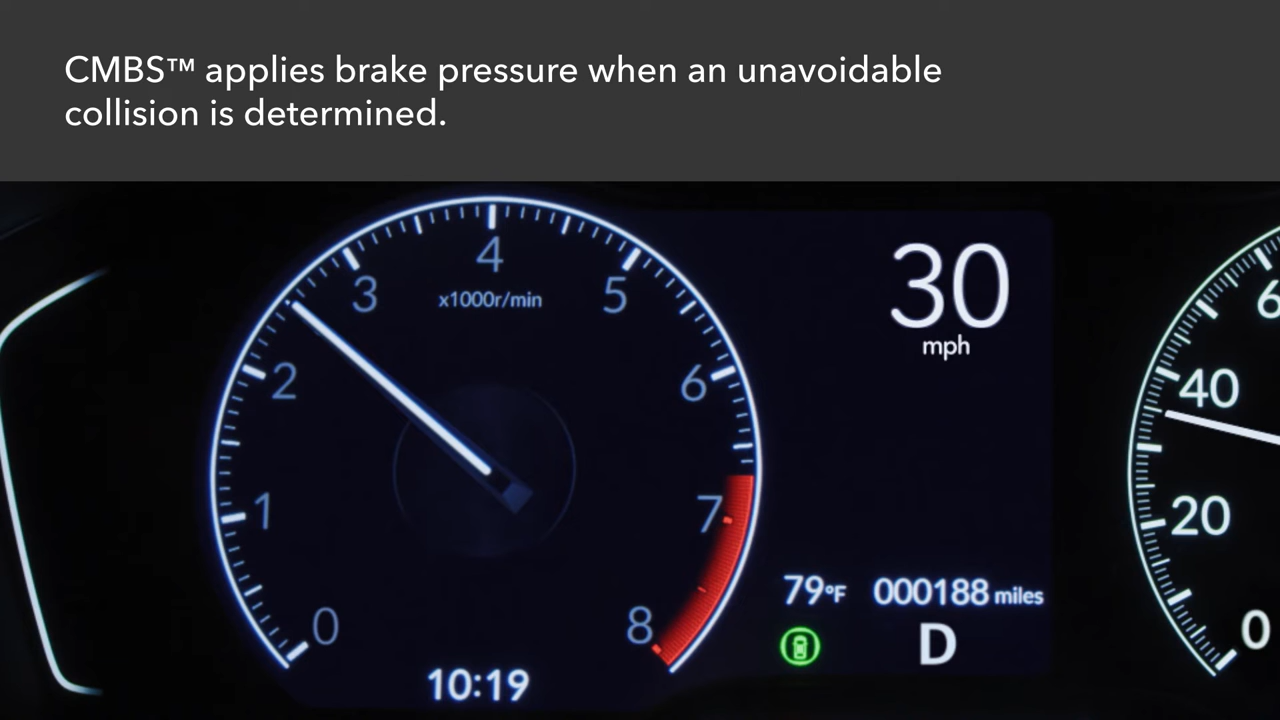 CMBS™ applies brake pressure when an unavoidable
collision is determined.
4
3
5
x1000r/min
2
6
1
7
0
8
10:19
30
mph
79°F 000188 miles
D
6
40
20
0